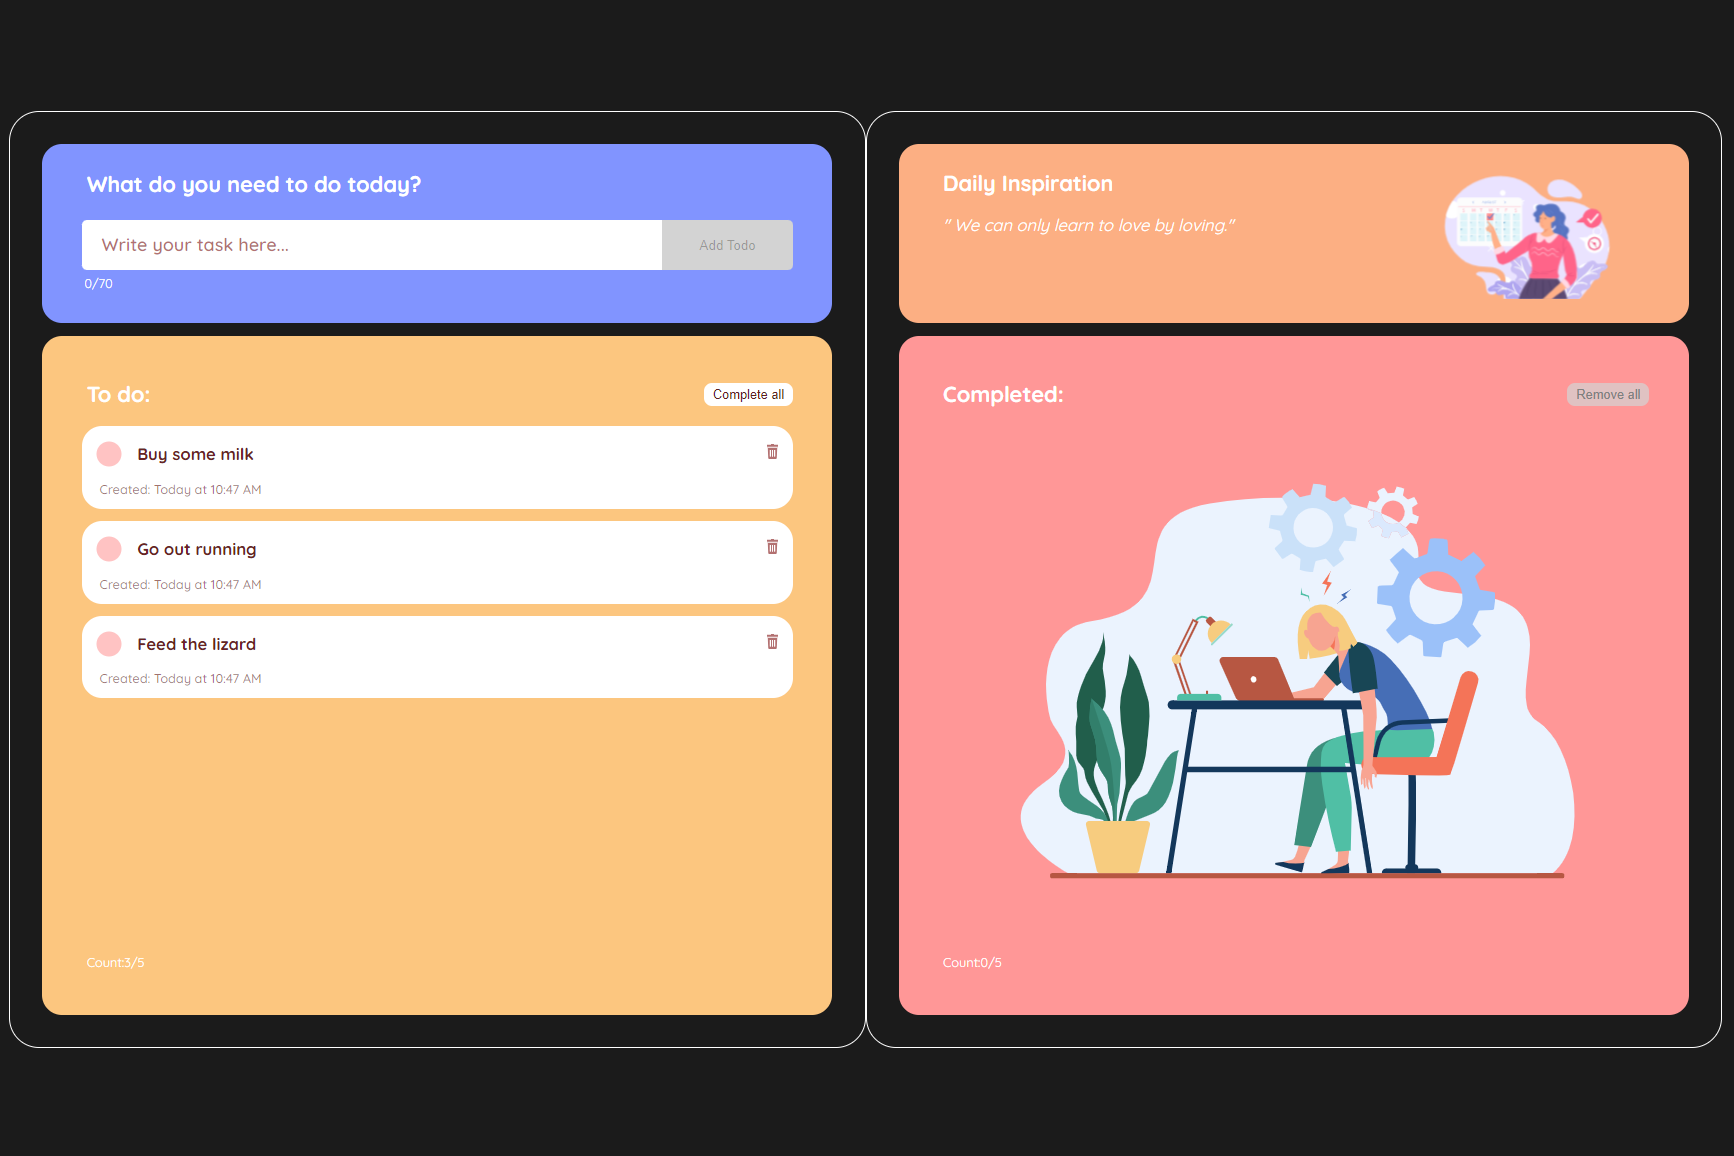 What do you need to do today?
Write your task here...
Add Todo
0/70
To do:
Complete all
Buy some milk
Created: Today at 10:47 AM
Go out running
Created: Today at 10:47 AM
Feed the lizard
Created: Today at 10:47 AM
Count:3/5
Daily Inspiration
" We can only learn to love by loving."
Completed:
Remove all
Count:0/5